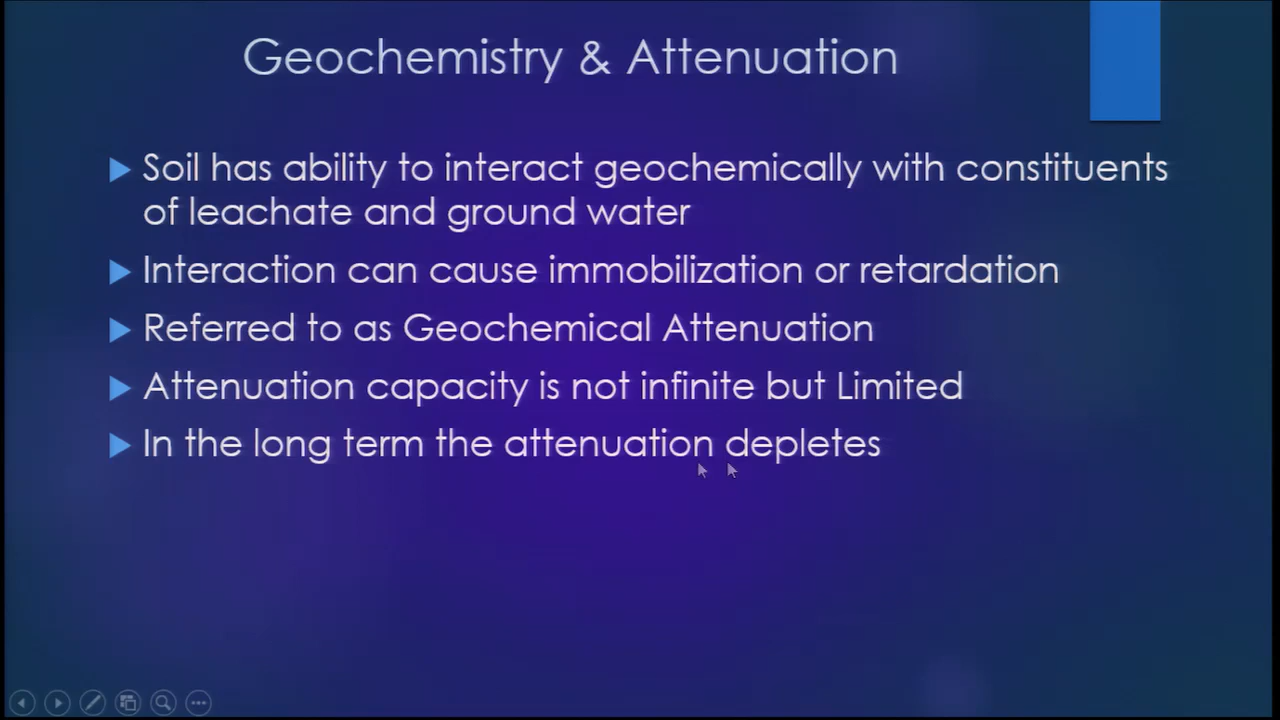 Geochemistry & Attenuation
Soil has ability to interact geochemically with constituents
of leachate and ground water
Interaction can cause immobilization or retardation
Referred to as Geochemical Attenuation
Attenuation capacity is not infinite but Limited
In the long term the attenuation depletes